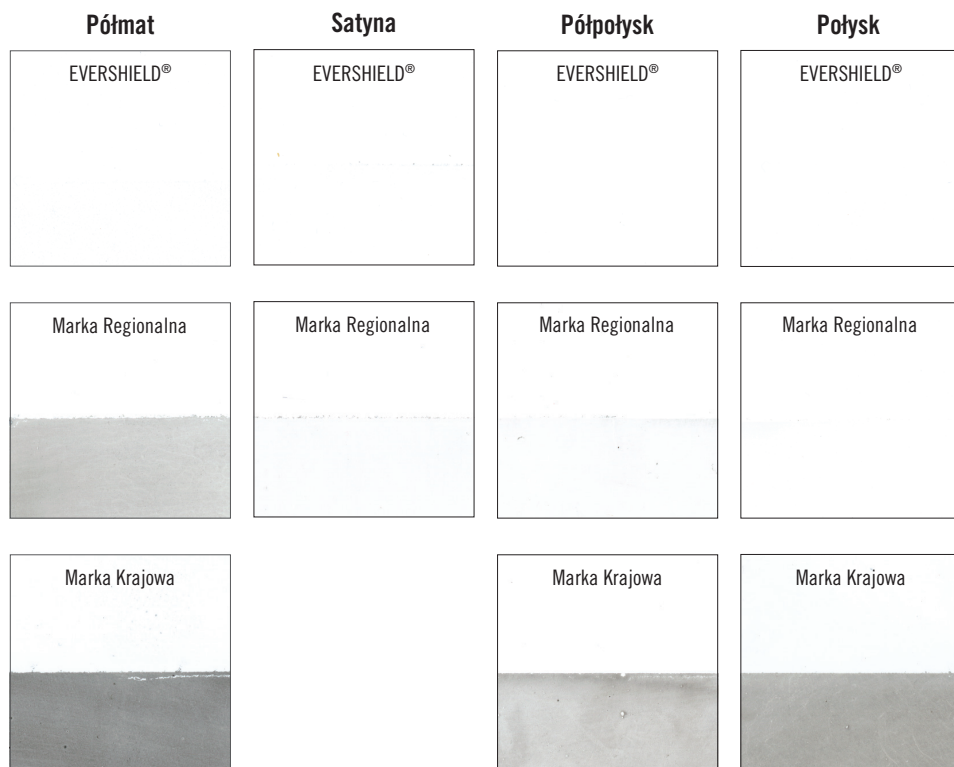 Półmat
Satyna
Półpołysk
Połysk
EVERSHIELD®
EVERSHIELD®
EVERSHIELD®
EVERSHIELD®
Marka Regionalna
Marka Regionalna
Marka Regionalna
Marka Regionalna
Marka Krajowa
Marka Krajowa
Marka Krajowa